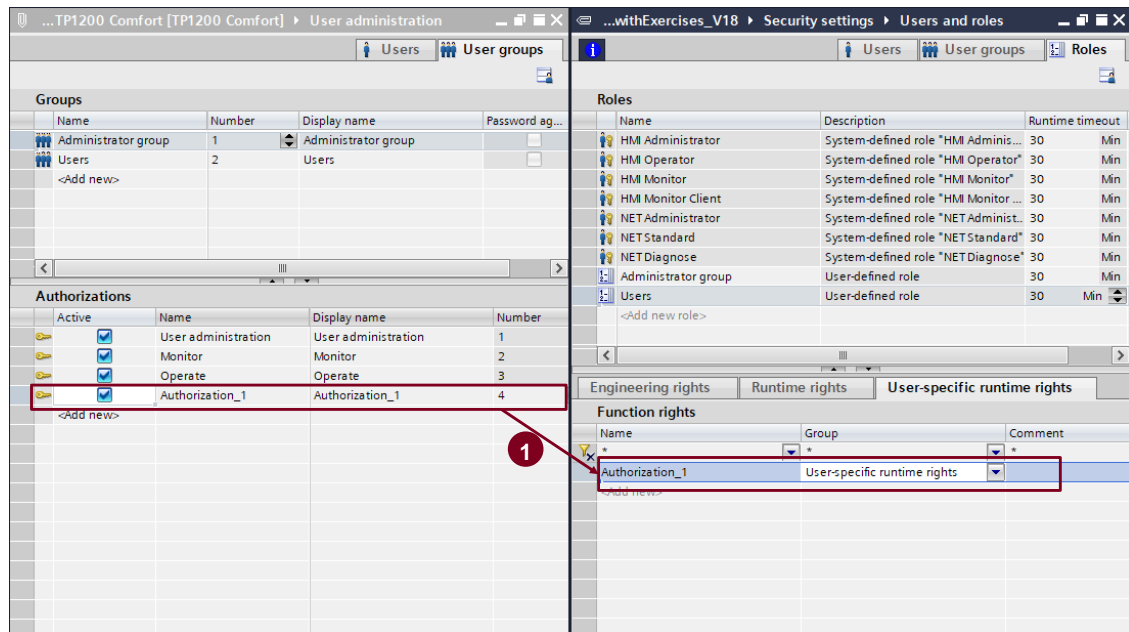 ...TP1200 Comfort [TP1200 Comfort] ▸ User administration
Users User groups
Groups
Name Number Display name Password ag...
Administrator group 1 Administrator group
Users 2 Users
<Add new>
Authorizations
Active Name Display name Number
User administration User administration 1
Monitor Monitor 2
Operate Operate 3
Authorization_1 Authorization_1 4
<Add new>
1
...withExercises_V18 ▸ Security settings ▸ Users and roles
i Users User groups Roles
Roles
Name Description Runtime timeout
HMI Administrator System-defined role "HMI Adminis... 30 Min
HMI Operator System-defined role "HMI Operator" 30 Min
HMI Monitor System-defined role "HMI Monitor" 30 Min
HMI Monitor Client System-defined role "HMI Monitor ... 30 Min
NET Administrator System-defined role "NET Administ... 30 Min
NET Standard System-defined role "NET Standard" 30 Min
NET Diagnose System-defined role "NET Diagnose" 30 Min
Administrator group User-defined role 30 Min
Users User-defined role 30 Min
<Add new role>
Engineering rights Runtime rights User-specific runtime rights
Function rights
Name Group Comment
* * *
Authorization_1 User-specific runtime rights
<Add new>